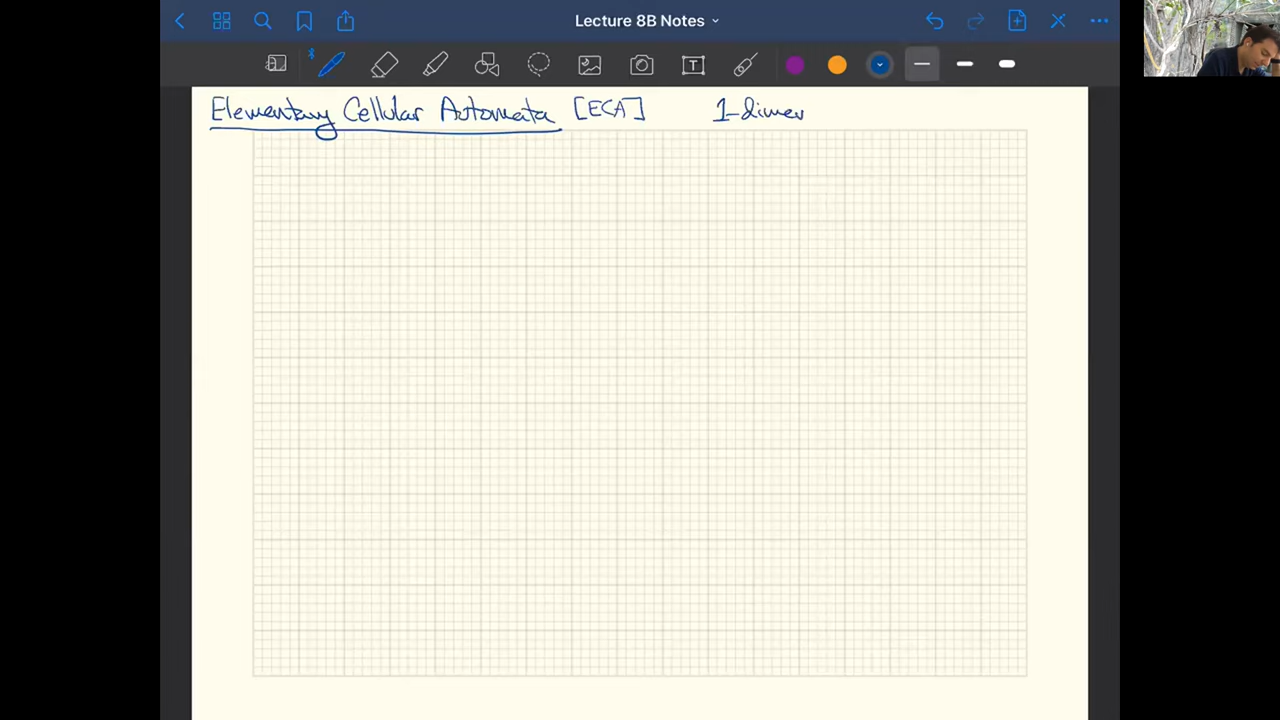 Lecture 8B Notes
Elementary Cellular Automata [ECA] 1-dimen